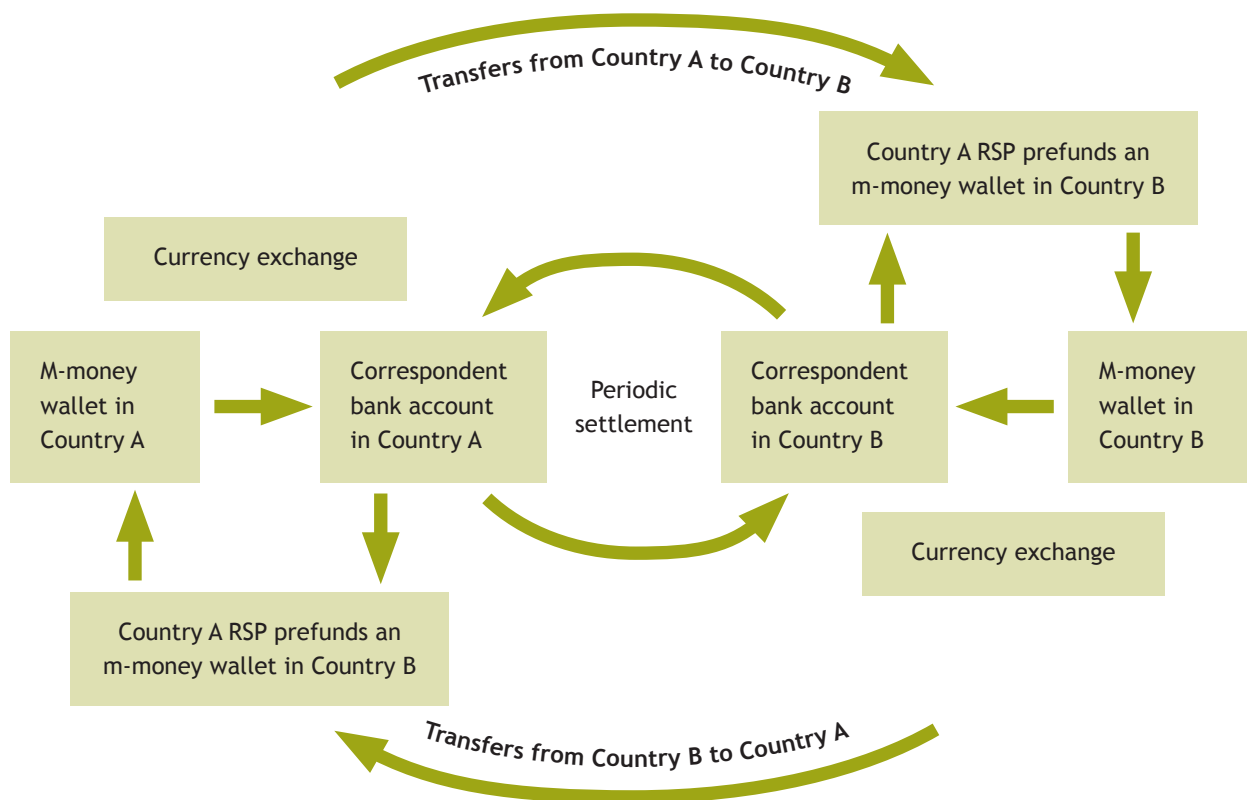 Transfers from Country A to Country B
Country A RSP prefunds an
m-money wallet in Country B
Currency exchange
M-money
wallet in
Country A
Correspondent
bank account
in Country A
Periodic
settlement
Correspondent
bank account
in Country B
M-money
wallet in
Country B
Currency exchange
Country A RSP prefunds an
m-money wallet in Country B
Transfers from Country B to Country A